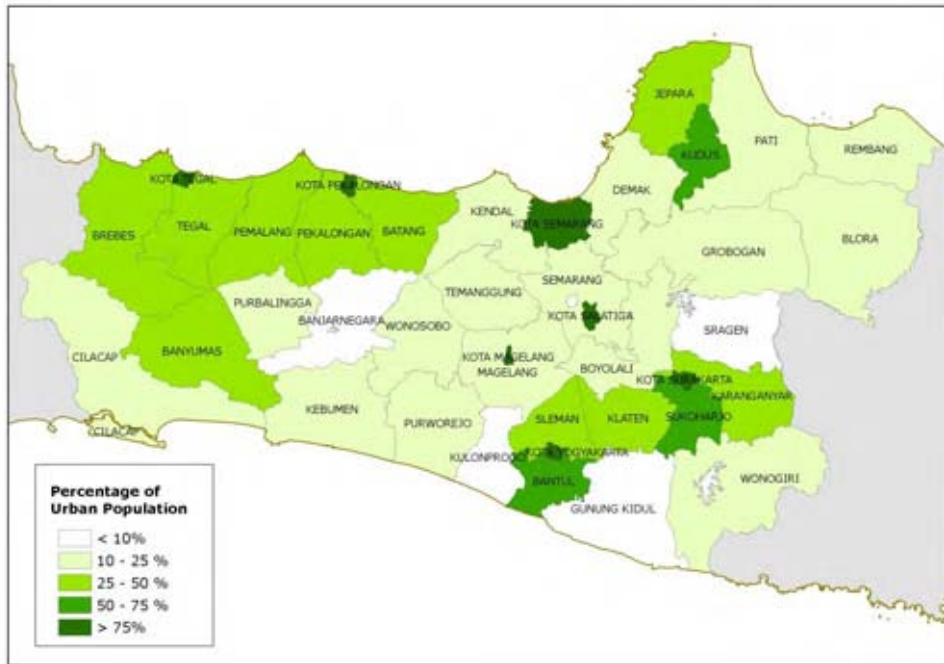 JEPARA
PATI
KUDUS
REMBANG
KOTA TEGAL
KOTA PEKALONGAN
DEMAK
KENDAL
KOTA SEMARANG
BREBES
TEGAL
PEMALANG
PEKALONGAN
BATANG
BLORA
GROBOGAN
SEMARANG
TEMANGGUNG
PURBALINGGA
BANJARNEGARA
WONOSOBO
KOTA SALATIGA
SRAGEN
CILACAP
BANYUMAS
KOTA MAGELANG
MAGELANG
BOYOLALI
KOTA SURAKARTA
KARANGANYAR
KEBUMEN
PURWOREJO
SLEMAN
KLATEN
SUKOHARJO
CILACAP
KULONPROGO
KOTA YOGYAKARTA
BANTUL
WONOGIRI
GUNUNG KIDUL
Percentage of
Urban Population
< 10%
10 - 25 %
25 - 50 %
50 - 75 %
> 75%